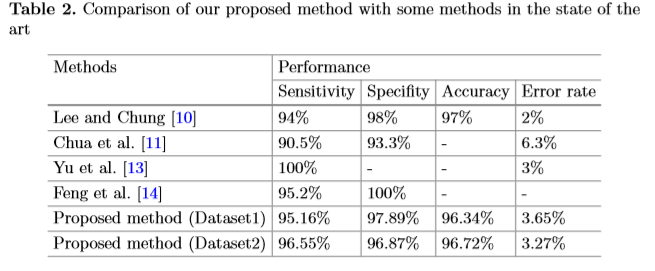 Table 2. Comparison of our proposed method with some methods in the state of the
art
Methods Performance
Sensitivity Specifity Accuracy Error rate
Lee and Chung [10] 94% 98% 97% 2%
Chua et al. [11] 90.5% 93.3% - 6.3%
Yu et al. [13] 100% - - 3%
Feng et al. [14] 95.2% 100% - -
Proposed method (Dataset1) 95.16% 97.89% 96.34% 3.65%
Proposed method (Dataset2) 96.55% 96.87% 96.72% 3.27%